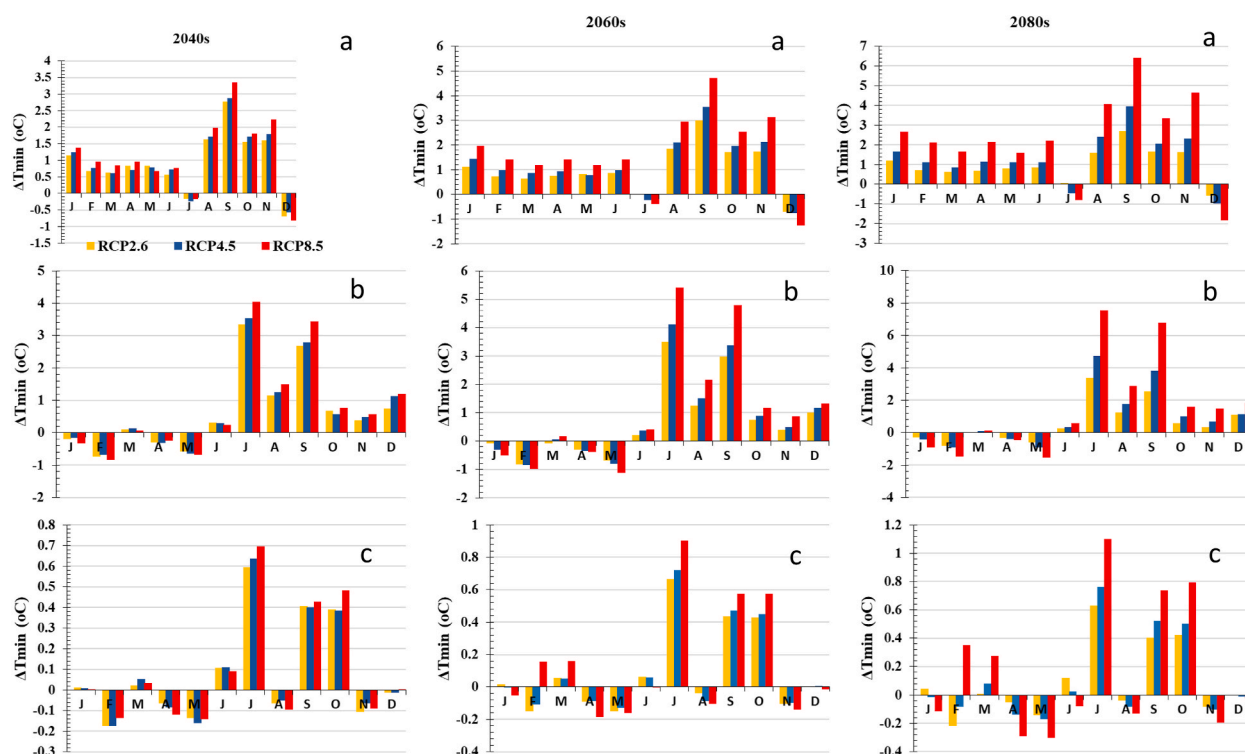 2040s
a
ΔTmin (oC)
4
3.5
3
2.5
2
1.5
1
0.5
0
-0.5
-1
-1.5
J F M A M J J A S O N D
RCP2.6 RCP4.5 RCP8.5
2060s
a
ΔTmin (oC)
6
5
4
3
2
1
0
-1
-2
J F M A M J J A S O N D
2080s
a
ΔTmin (oC)
7
6
5
4
3
2
1
0
-1
-2
-3
J F M A M J J A S O N D
b
ΔTmin (oC)
5
4
3
2
1
0
-1
-2
J F M A M J J A S O N D
b
ΔTmin (oC)
6
5
4
3
2
1
0
-1
-2
J F M A M J J A S O N D
b
ΔTmin (oC)
10
8
6
4
2
0
-2
-4
J F M A M J J A S O N D
c
ΔTmin (oC)
0.8
0.7
0.6
0.5
0.4
0.3
0.2
0.1
0
-0.1
-0.2
-0.3
J F M A M J J A S O N D
c
ΔTmin (oC)
1
0.8
0.6
0.4
0.2
0
-0.2
-0.4
J F M A M J J A S O N D
c
ΔTmin (oC)
1.2
1
0.8
0.6
0.4
0.2
0
-0.2
-0.4
J F M A M J J A S O N D